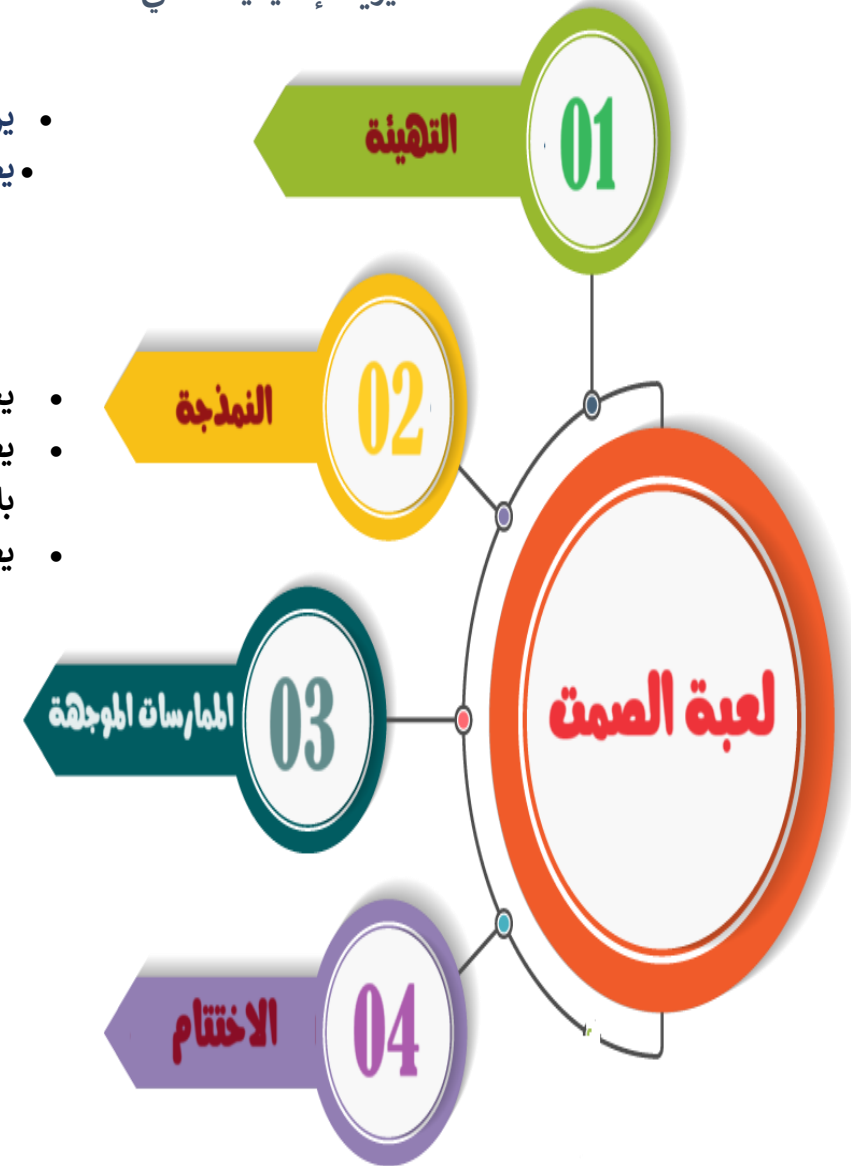 01
التهيئة
02
النمذجة
لعبة الصمت
03
الممارسات الموجهة
04
الاختتام